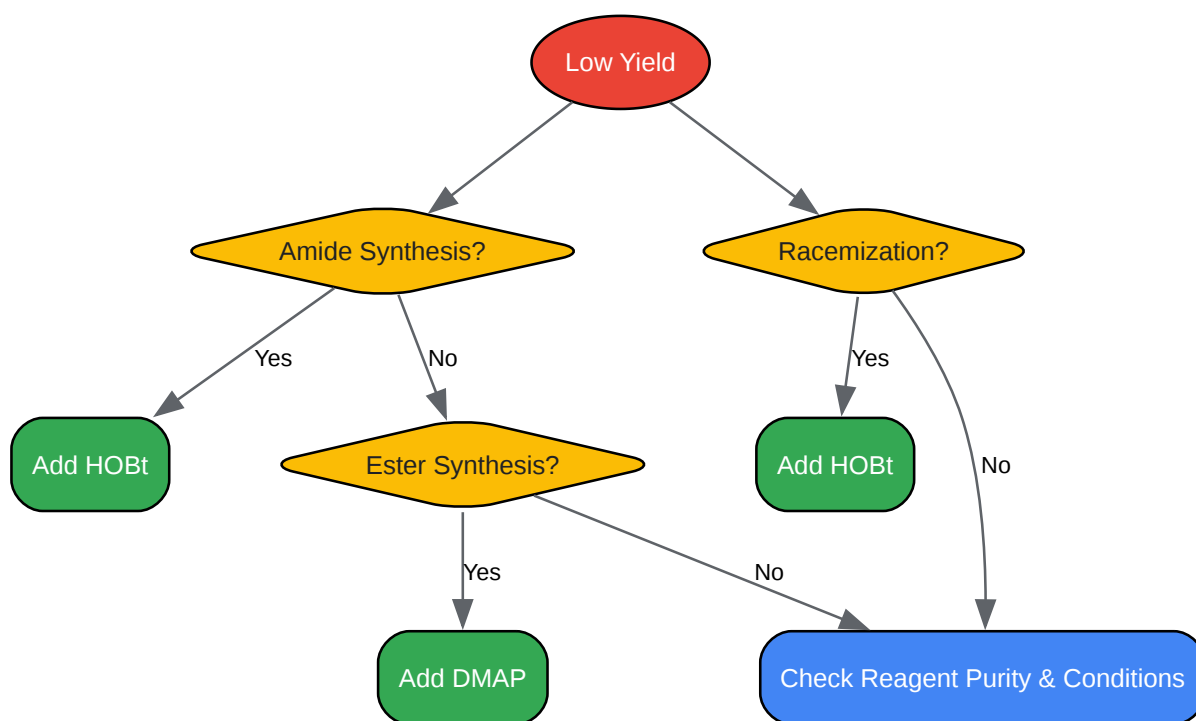 Low Yield
Amide Synthesis?
Racemization?
Yes
No
Yes
Add HOBt
Ester Synthesis?
Add HOBt
No
Yes
No
Add DMAP
Check Reagent Purity & Conditions